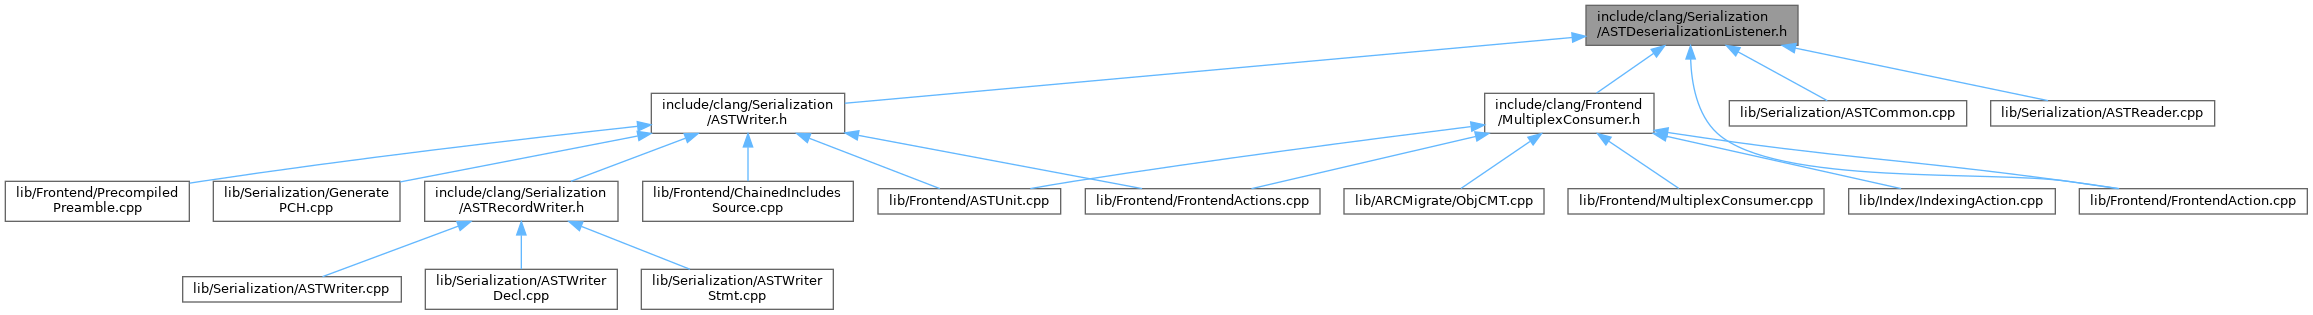 include/clang/Serialization
/ASTDeserializationListener.h
include/clang/Serialization
/ASTWriter.h
include/clang/Frontend
/MultiplexConsumer.h
lib/Serialization/ASTCommon.cpp
lib/Serialization/ASTReader.cpp
lib/Frontend/Precompiled
Preamble.cpp
lib/Serialization/Generate
PCH.cpp
include/clang/Serialization
/ASTRecordWriter.h
lib/Frontend/ChainedIncludes
Source.cpp
lib/Frontend/ASTUnit.cpp
lib/Frontend/FrontendActions.cpp
lib/ARCMigrate/ObjCMT.cpp
lib/Frontend/MultiplexConsumer.cpp
lib/Index/IndexingAction.cpp
lib/Frontend/FrontendAction.cpp
lib/Serialization/ASTWriter.cpp
lib/Serialization/ASTWriter
Decl.cpp
lib/Serialization/ASTWriter
Stmt.cpp